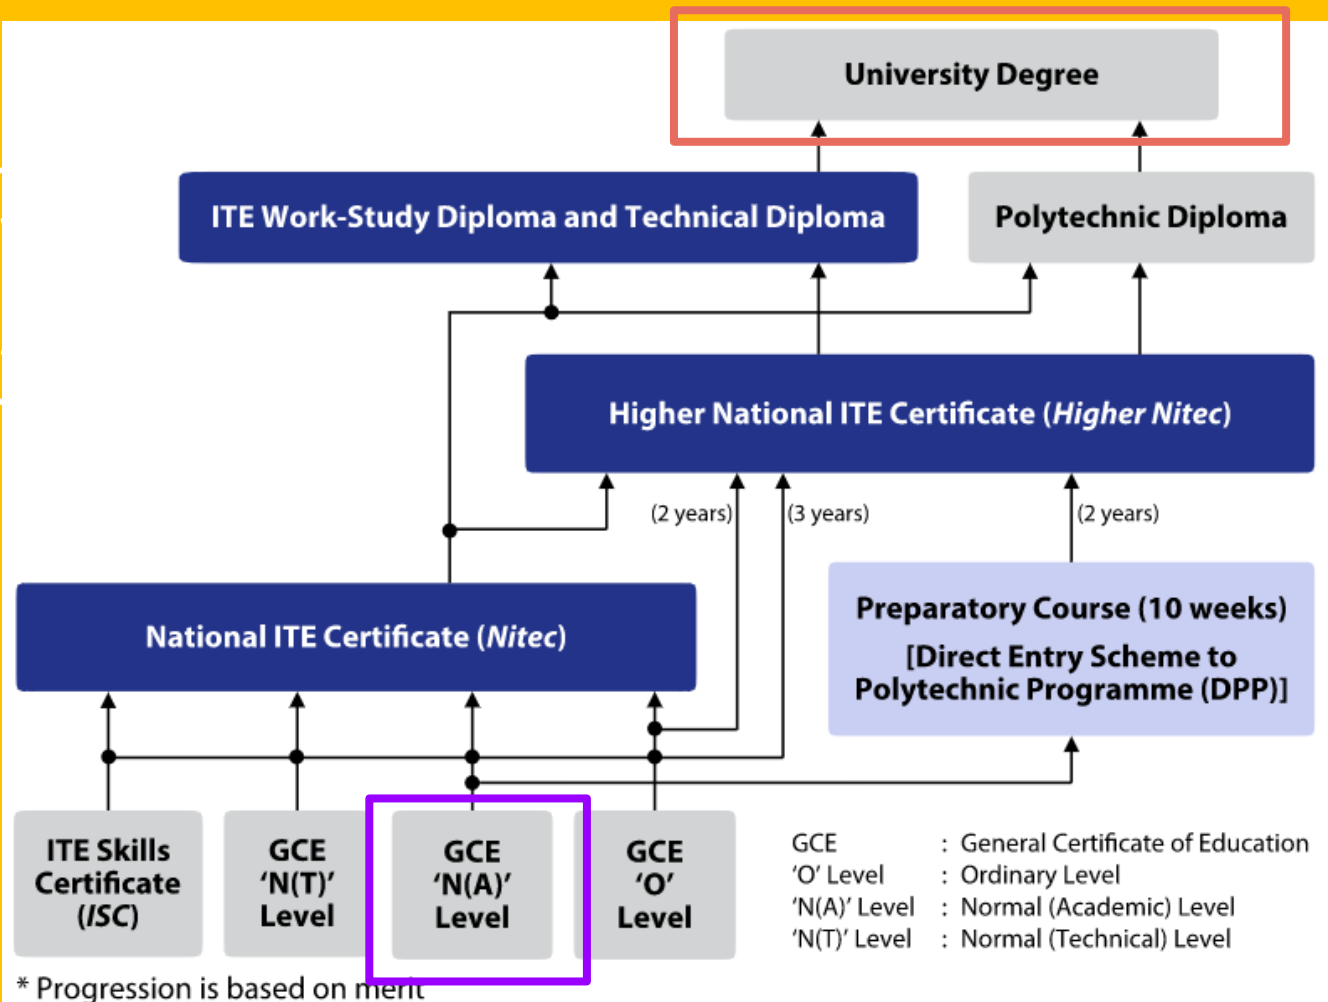 University Degree
ITE Work-Study Diploma and Technical Diploma
Polytechnic Diploma
Higher National ITE Certificate (Higher Nitec)
(2 years)
(3 years)
(2 years)
National ITE Certificate (Nitec)
Preparatory Course (10 weeks)
[Direct Entry Scheme to
Polytechnic Programme (DPP)]
ITE Skills
Certificate
(ISC)
GCE
‘N(T)’
Level
GCE
‘N(A)’
Level
GCE
‘O’
Level
GCE : General Certificate of Education
‘O’ Level : Ordinary Level
‘N(A)’ Level : Normal (Academic) Level
‘N(T)’ Level : Normal (Technical) Level
* Progression is based on merit